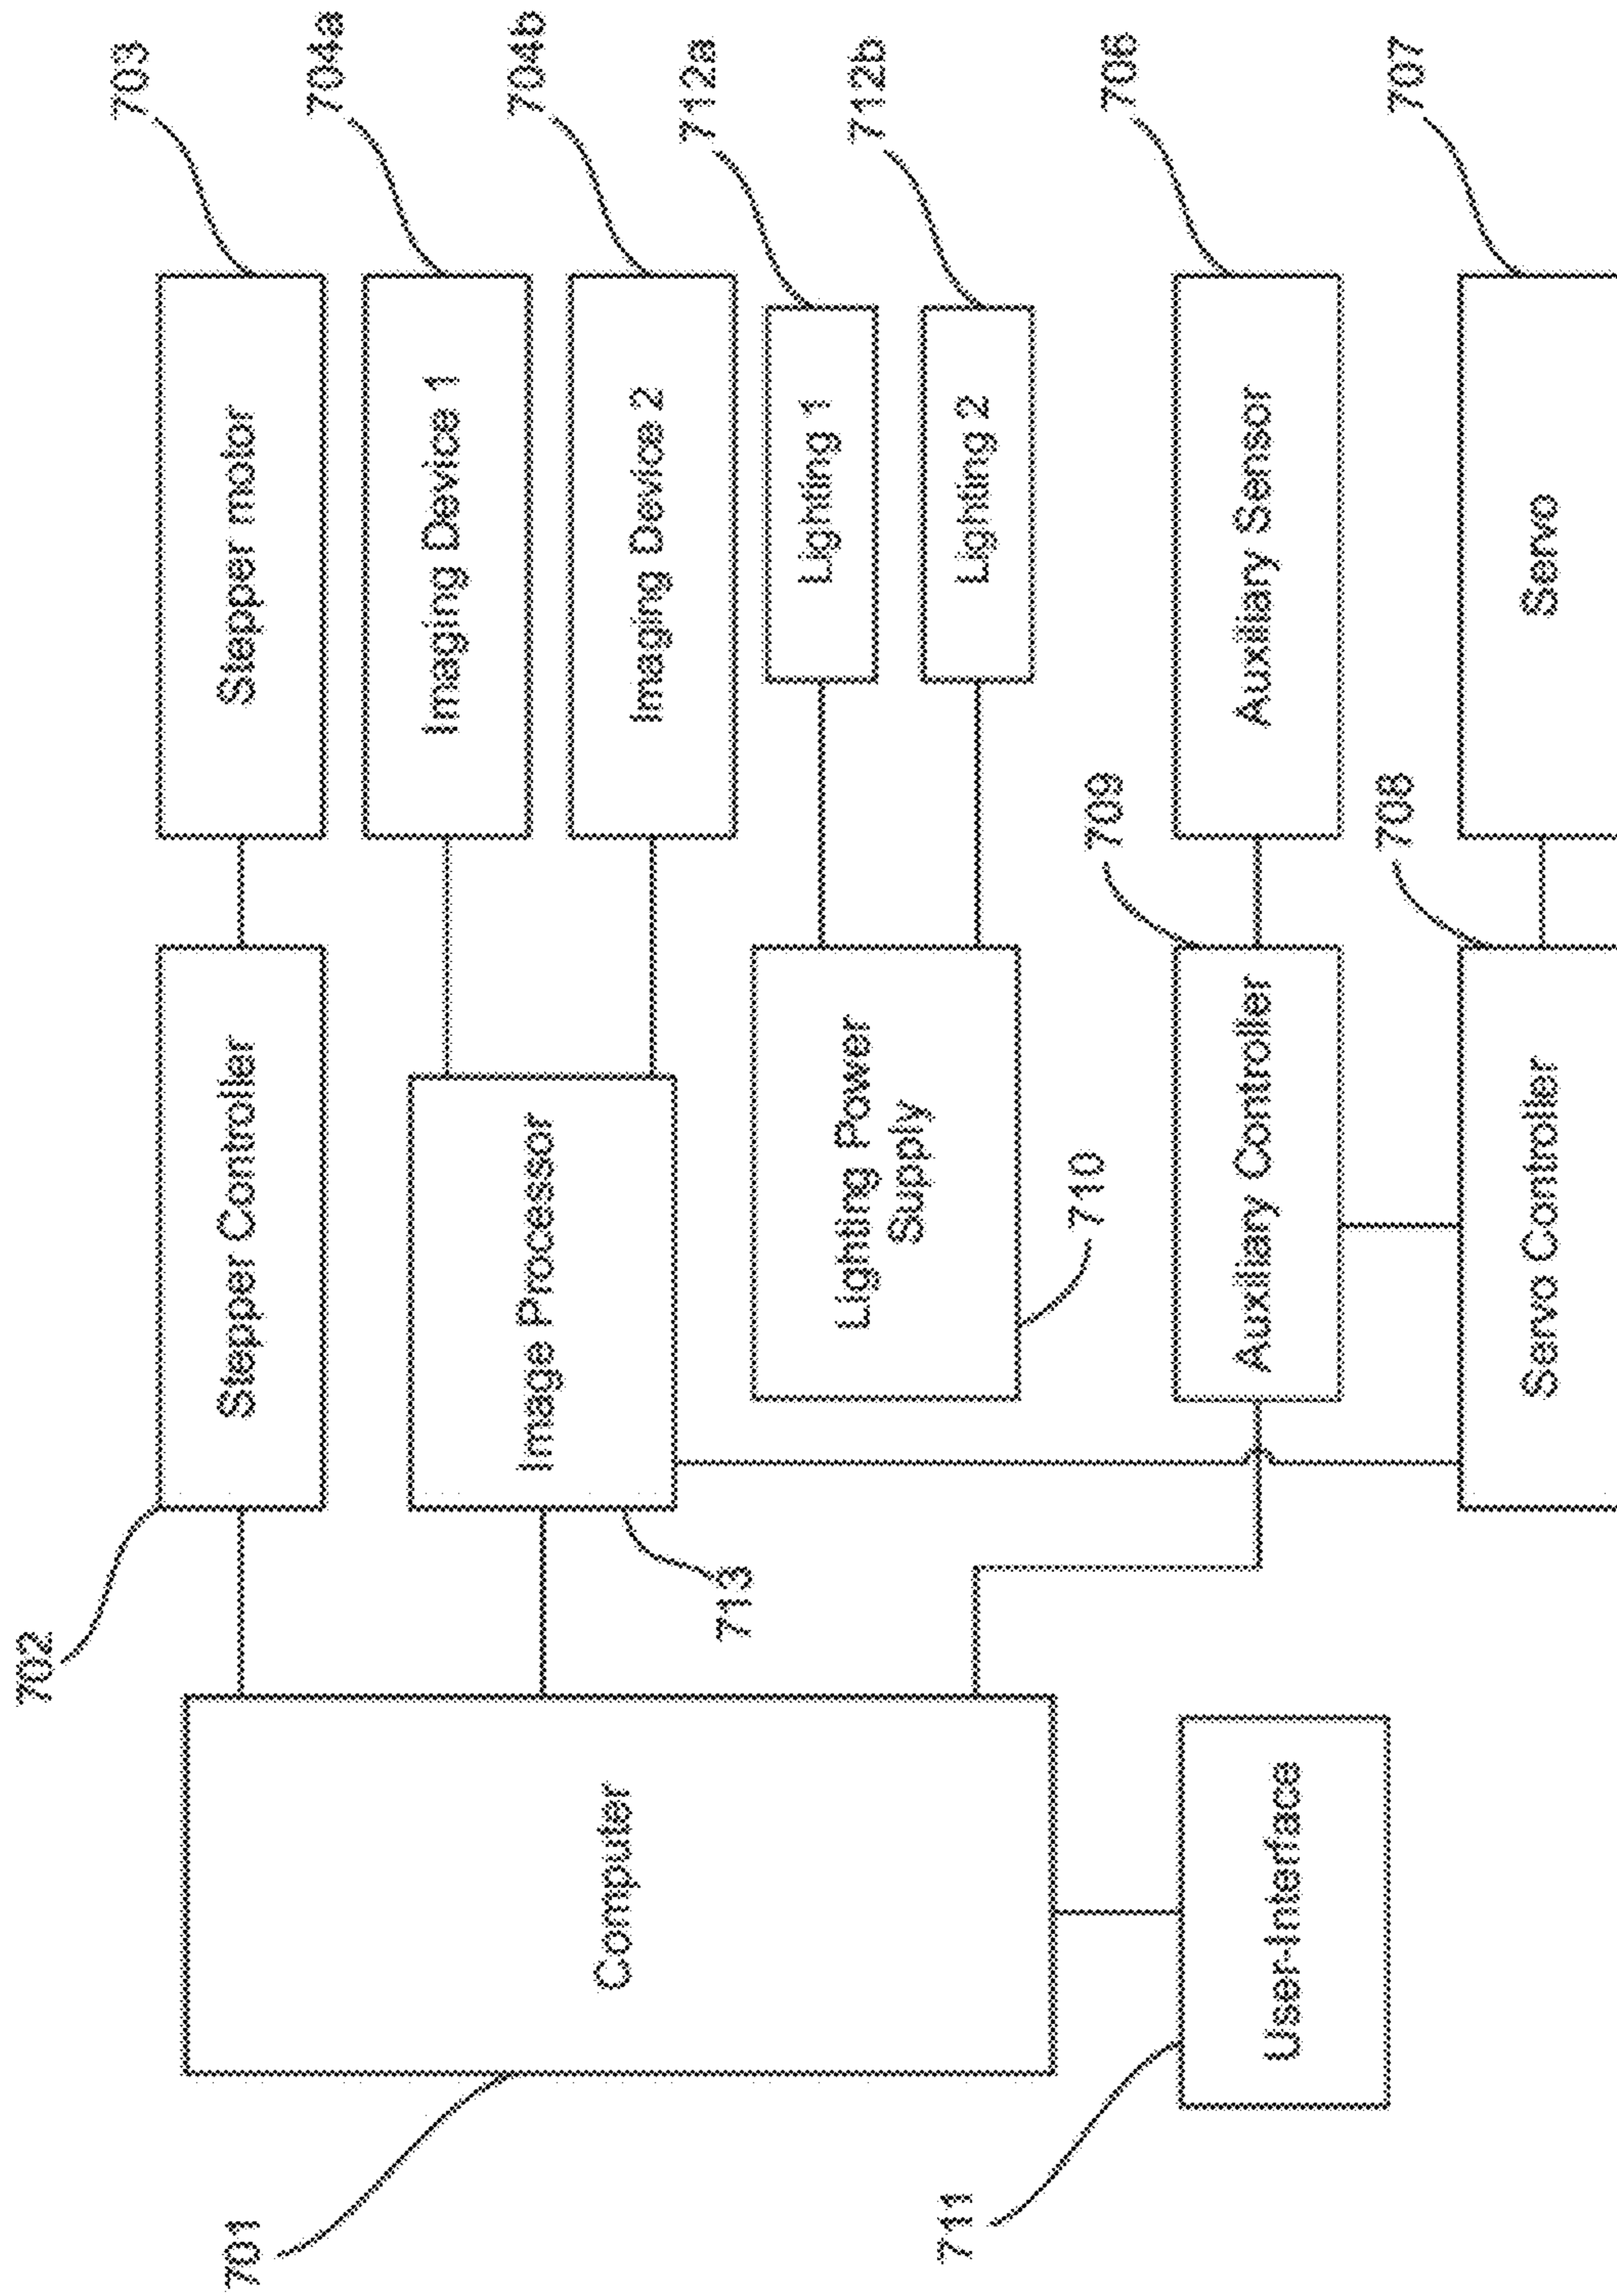 702
703
Stepper Controller
Stepper motor
704a
Imaging Device 1
704b
Image Processor
Imaging Device 2
713
712a
Lighting 1
Lighting Power
Supply
712b
Lighting 2
710
701
Computer
709
706
Auxiliary Controller
Auxiliary Sensor
711
User-Interface
708
707
Servo Controller
Servo